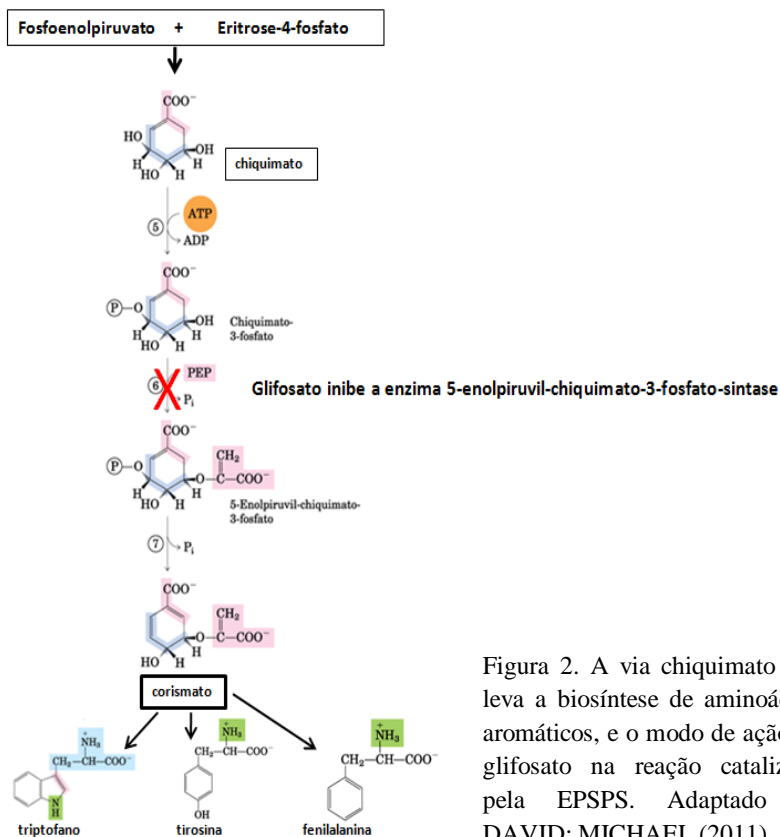 Fosfoenolpiruvato + Eritrose-4-fosfato
COO⁻
HO
OH
H
H
HO H
chiquimato
ATP
5
ADP
COO⁻
P—O
OH
H
H
HO H
Chiquimato-
3-fosfato
PEP
6
Pᵢ
Glifosato inibe a enzima 5-enolpiruvil-chiquimato-3-fosfato-sintase
COO⁻
P—O
CH₂
O—C—COO⁻
H
H
HO H
5-Enolpiruvil-chiquimato-
3-fosfato
7
Pᵢ
COO⁻
CH₂
O—C—COO⁻
H
HO H
corismato
+
NH₃
CH₂—CH—COO⁻
N
H
triptofano
+
NH₃
CH₂—CH—COO⁻
OH
tirosina
+
NH₃
CH₂—CH—COO⁻
fenilalanina
Figura 2. A via chiquimato
leva a biosíntese de
aromáticos, e o modo de ação
glifosato na reação
pela EPSPS. Adaptado
DAVID; MICHAEL (2011)